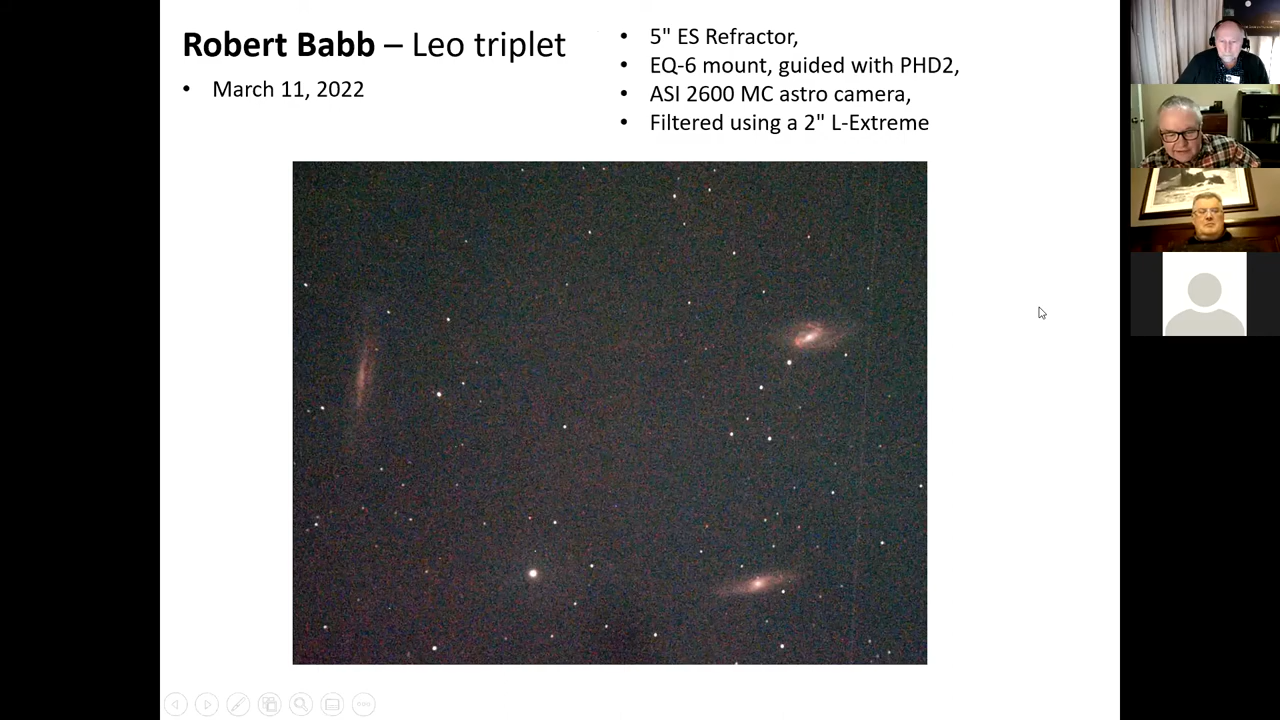 Robert Babb – Leo triplet
• March 11, 2022
• 5" ES Refractor,
• EQ-6 mount, guided with PHD2,
• ASI 2600 MC astro camera,
• Filtered using a 2" L-Extreme